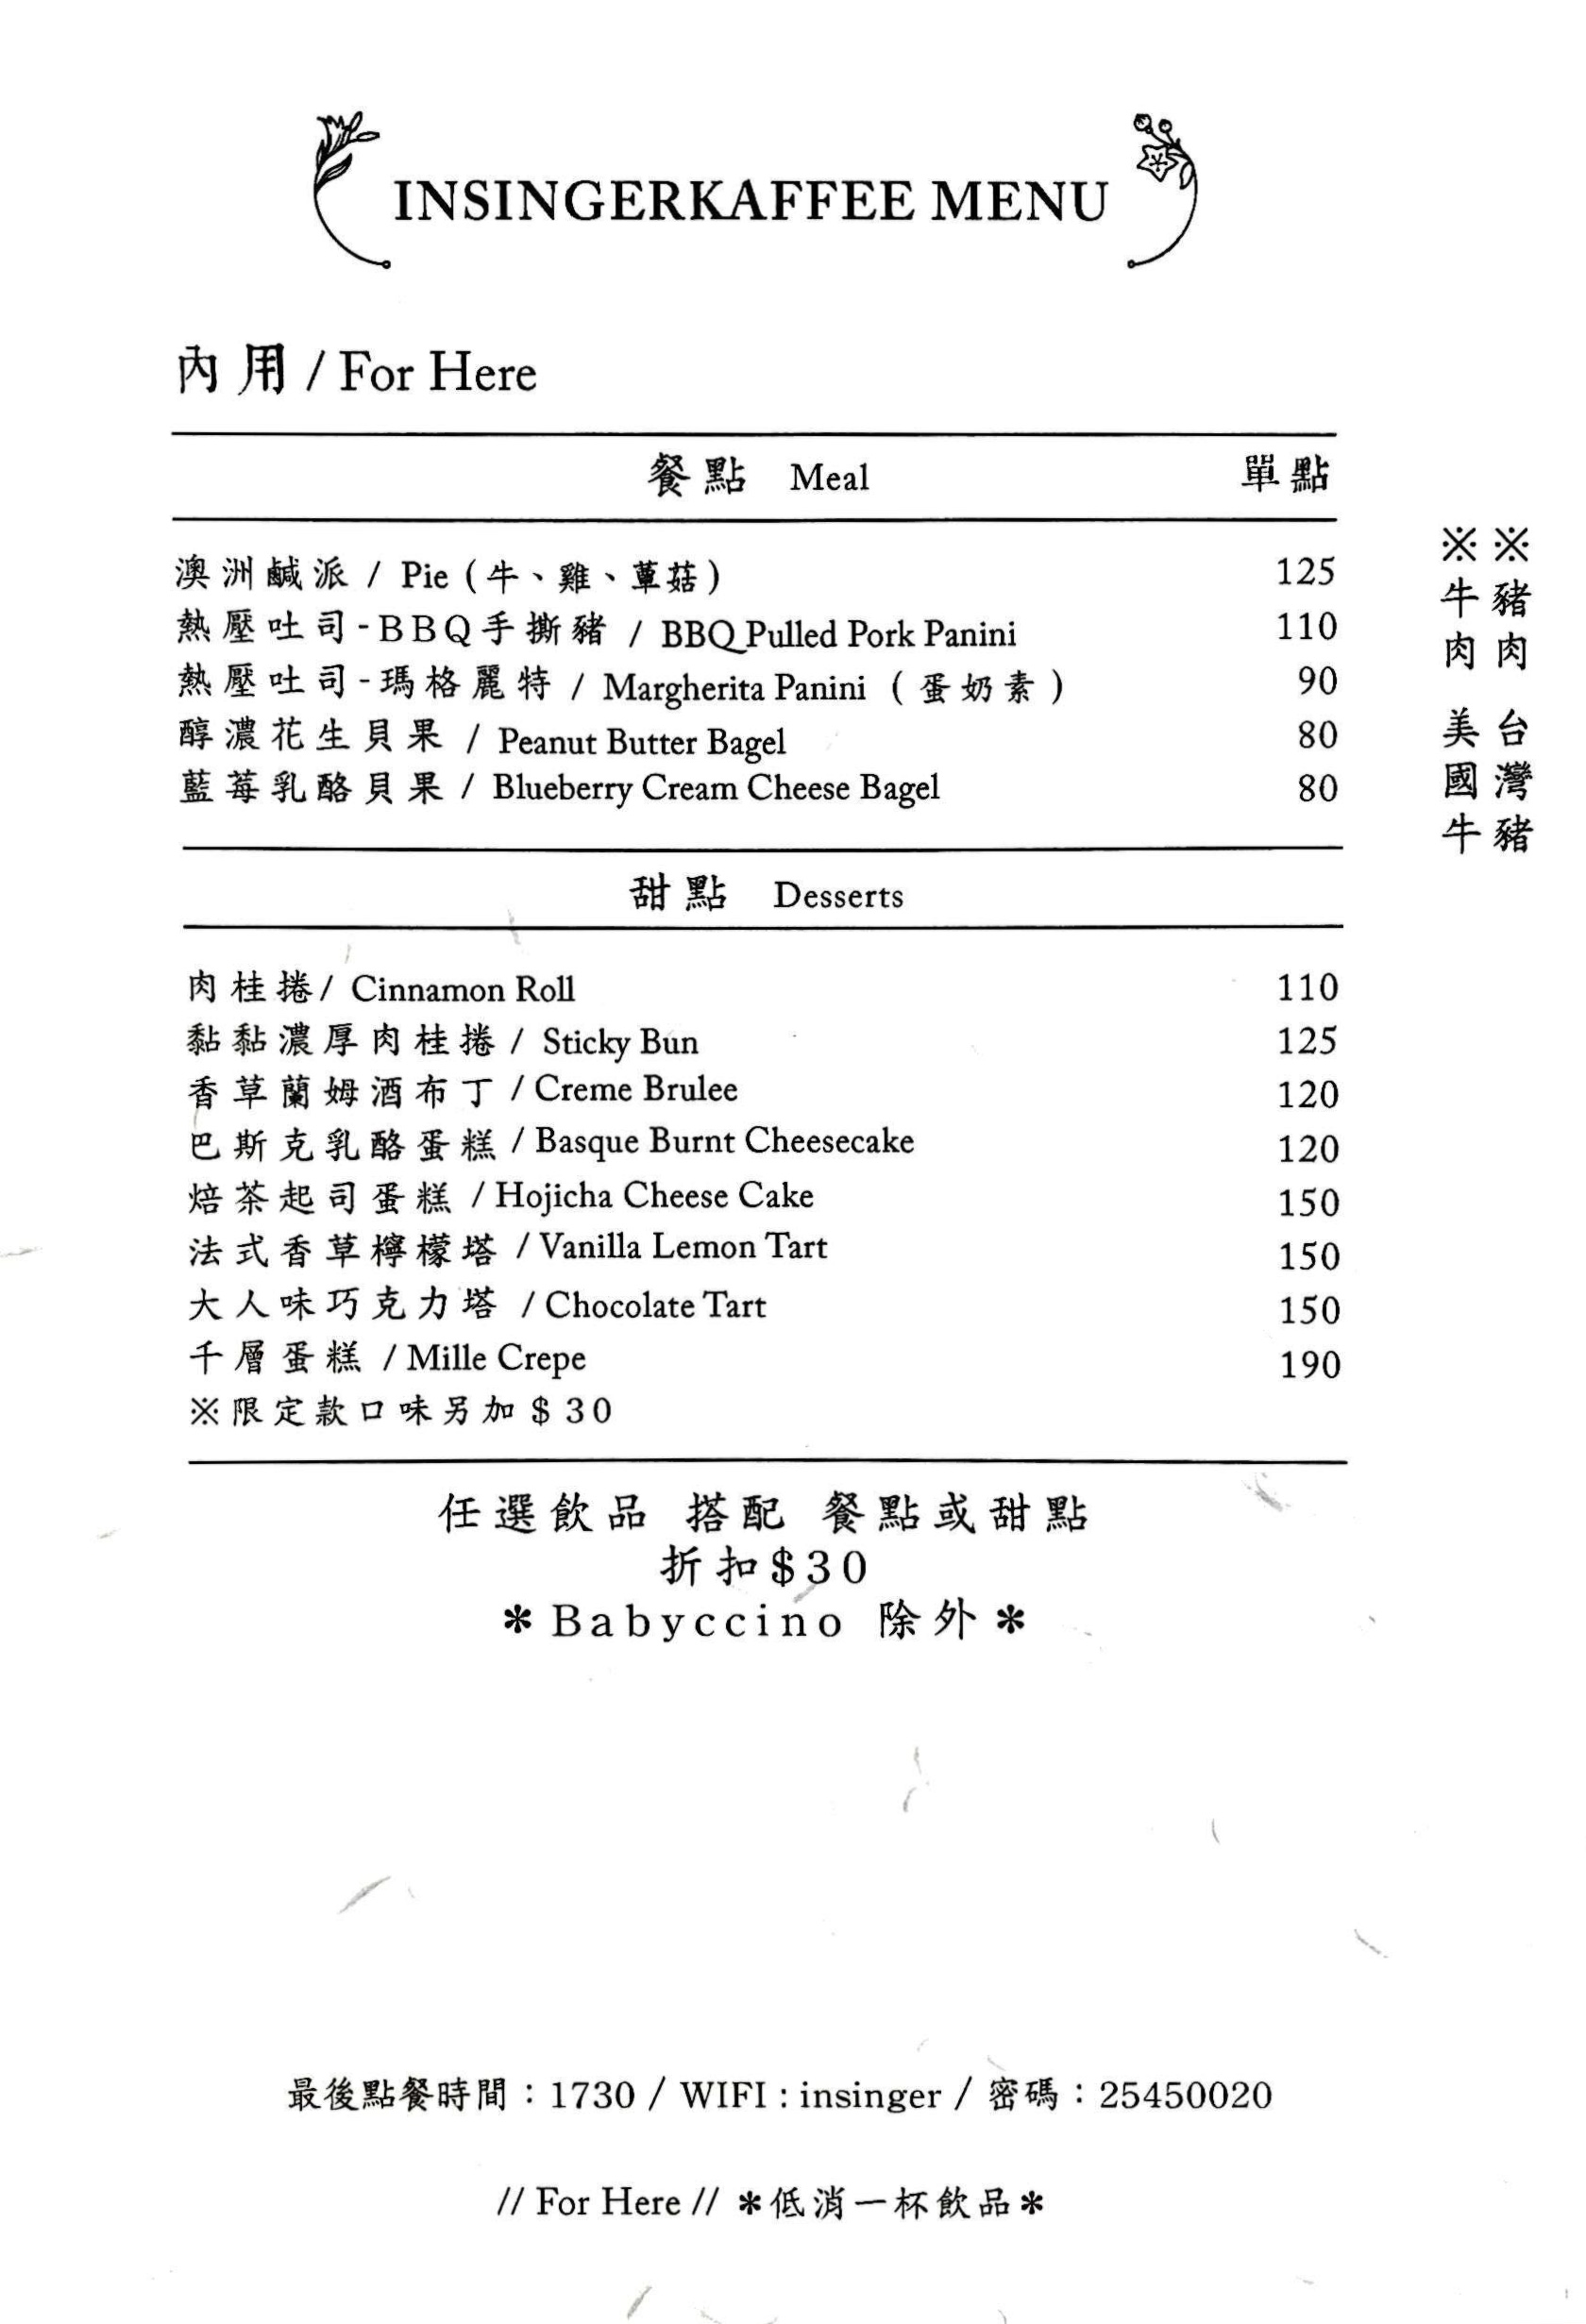 INSINGERKAFFEE MENU
內用 / For Here
餐點 Meal 單點
澳洲鹹派 / Pie (牛、雞、蕈菇) 125
熱壓吐司-BBQ手撕豬 / BBQ Pulled Pork Panini 110
熱壓吐司-瑪格麗特 / Margherita Panini (蛋奶素) 90
醇濃花生貝果 / Peanut Butter Bagel 80
藍莓乳酪貝果 / Blueberry Cream Cheese Bagel 80
※豬肉 台灣豬
※牛肉 美國牛
甜點 Desserts
肉桂捲/ Cinnamon Roll 110
黏黏濃厚肉桂捲 / Sticky Bun 125
香草蘭姆酒布丁 / Creme Brulee 120
巴斯克乳酪蛋糕 / Basque Burnt Cheesecake 120
焙茶起司蛋糕 / Hojicha Cheese Cake 150
法式香草檸檬塔 / Vanilla Lemon Tart 150
大人味巧克力塔 / Chocolate Tart 150
千層蛋糕 / Mille Crepe 190
※限定款口味另加$30
任選飲品 搭配 餐點或甜點
折扣$30
*Babyccino 除外*
最後點餐時間：1730 / WIFI : insinger / 密碼：25450020
// For Here // *低消一杯飲品*